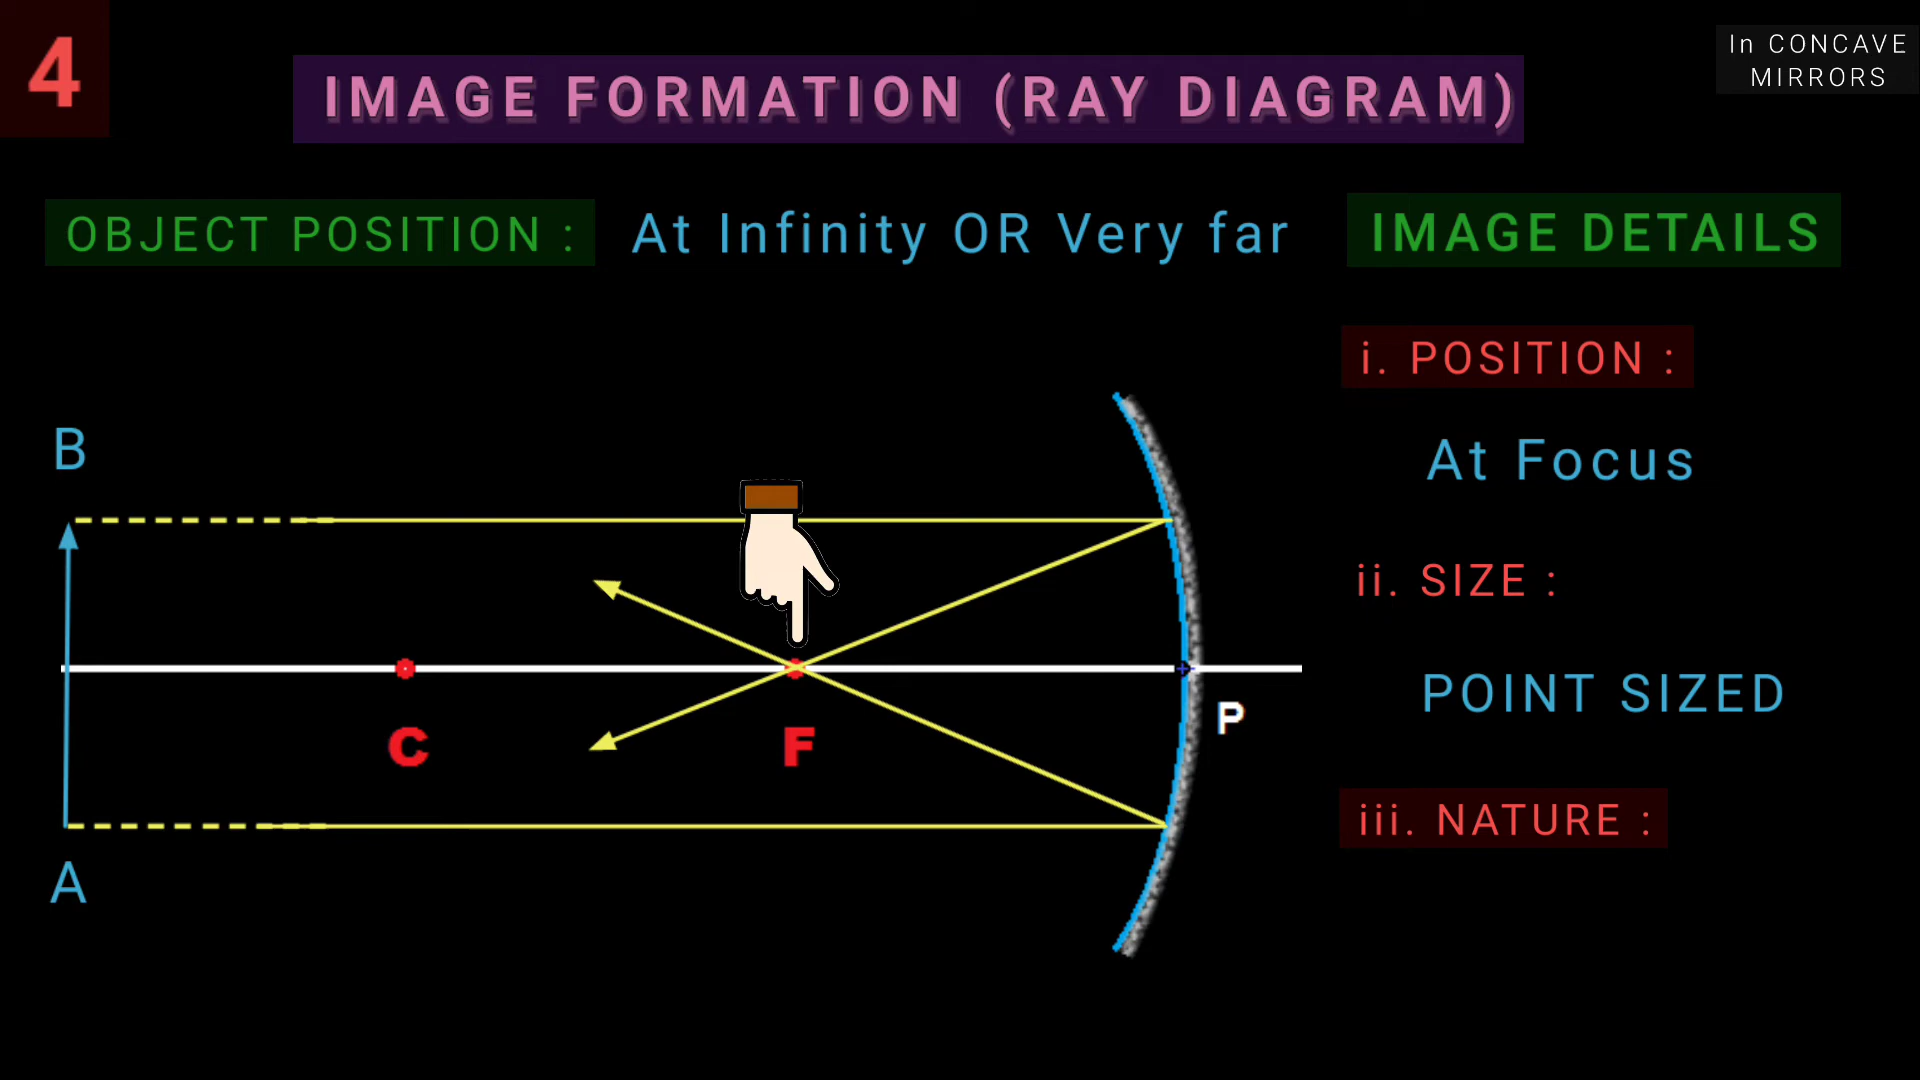 4
In CONCAVE
MIRRORS
IMAGE FORMATION (RAY DIAGRAM)
OBJECT POSITION : At Infinity OR Very far
IMAGE DETAILS
i. POSITION :
At Focus
ii. SIZE :
POINT SIZED
iii. NATURE :
B
C
F
P
A